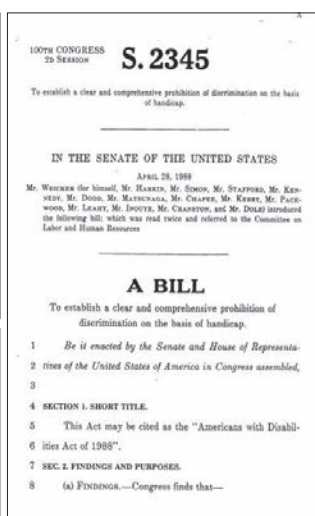 100TH CONGRESS
2D SESSION
S. 2345
To establish a clear and comprehensive prohibition of discrimination on the basis
of handicap.
IN THE SENATE OF THE UNITED STATES
APRIL 28, 1988
Mr. WEICKER (for himself, Mr. HARKIN, Mr. SIMON, Mr. STAFFORD, Mr. KEN-
NEDY, Mr. DODD, Mr. MATSUNAGA, Mr. CHAFEE, Mr. KERRY, Mr. PACK-
WOOD, Mr. LEAHY, Mr. INOUYE, Mr. CRANSTON, and Mr. DOLE) introduced
the following bill; which was read twice and referred to the Committee on
Labor and Human Resources
A BILL
To establish a clear and comprehensive prohibition of
discrimination on the basis of handicap.
1 Be it enacted by the Senate and House of Representa-
2 tives of the United States of America in Congress assembled,
3
4 SECTION 1. SHORT TITLE.
5 This Act may be cited as the "Americans with Disabil-
6 ities Act of 1988".
7 SEC. 2. FINDINGS AND PURPOSES.
8 (a) FINDINGS.—Congress finds that—